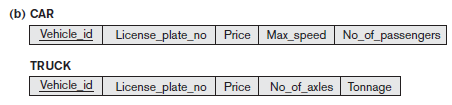 (b) CAR
Vehicle_id License_plate_no Price Max_speed No_of_passengers
TRUCK
Vehicle_id License_plate_no Price No_of_axles Tonnage